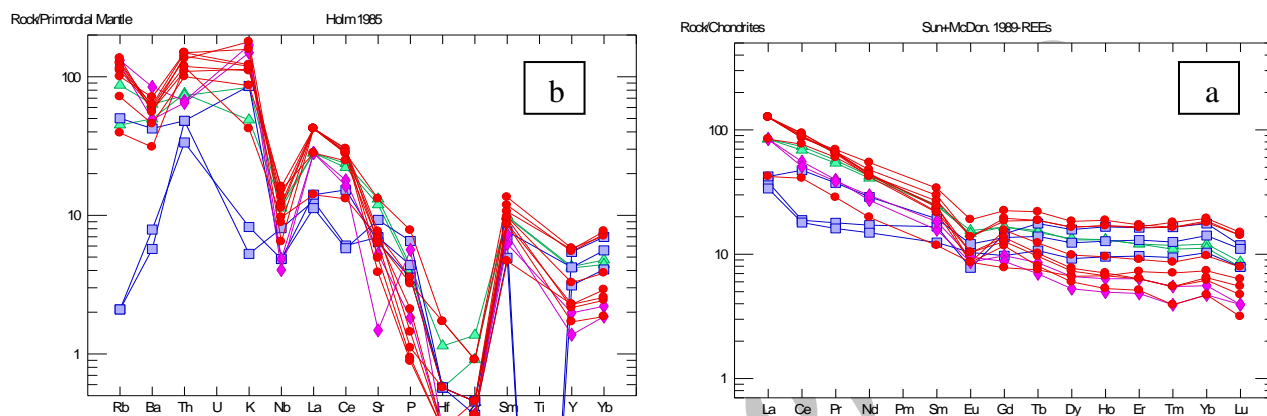 Rock/Primordial Mantle Holm 1985
b
100
10
1
Rb Ba Th U K Nb La Ce Sr P Hf Sm Ti Y Yb
Rock/Chondrites Sun+McDon. 1989-REEs
a
100
10
1
La Ce Pr Nd Pm Sm Eu Gd Tb Dy Ho Er Tm Yb Lu